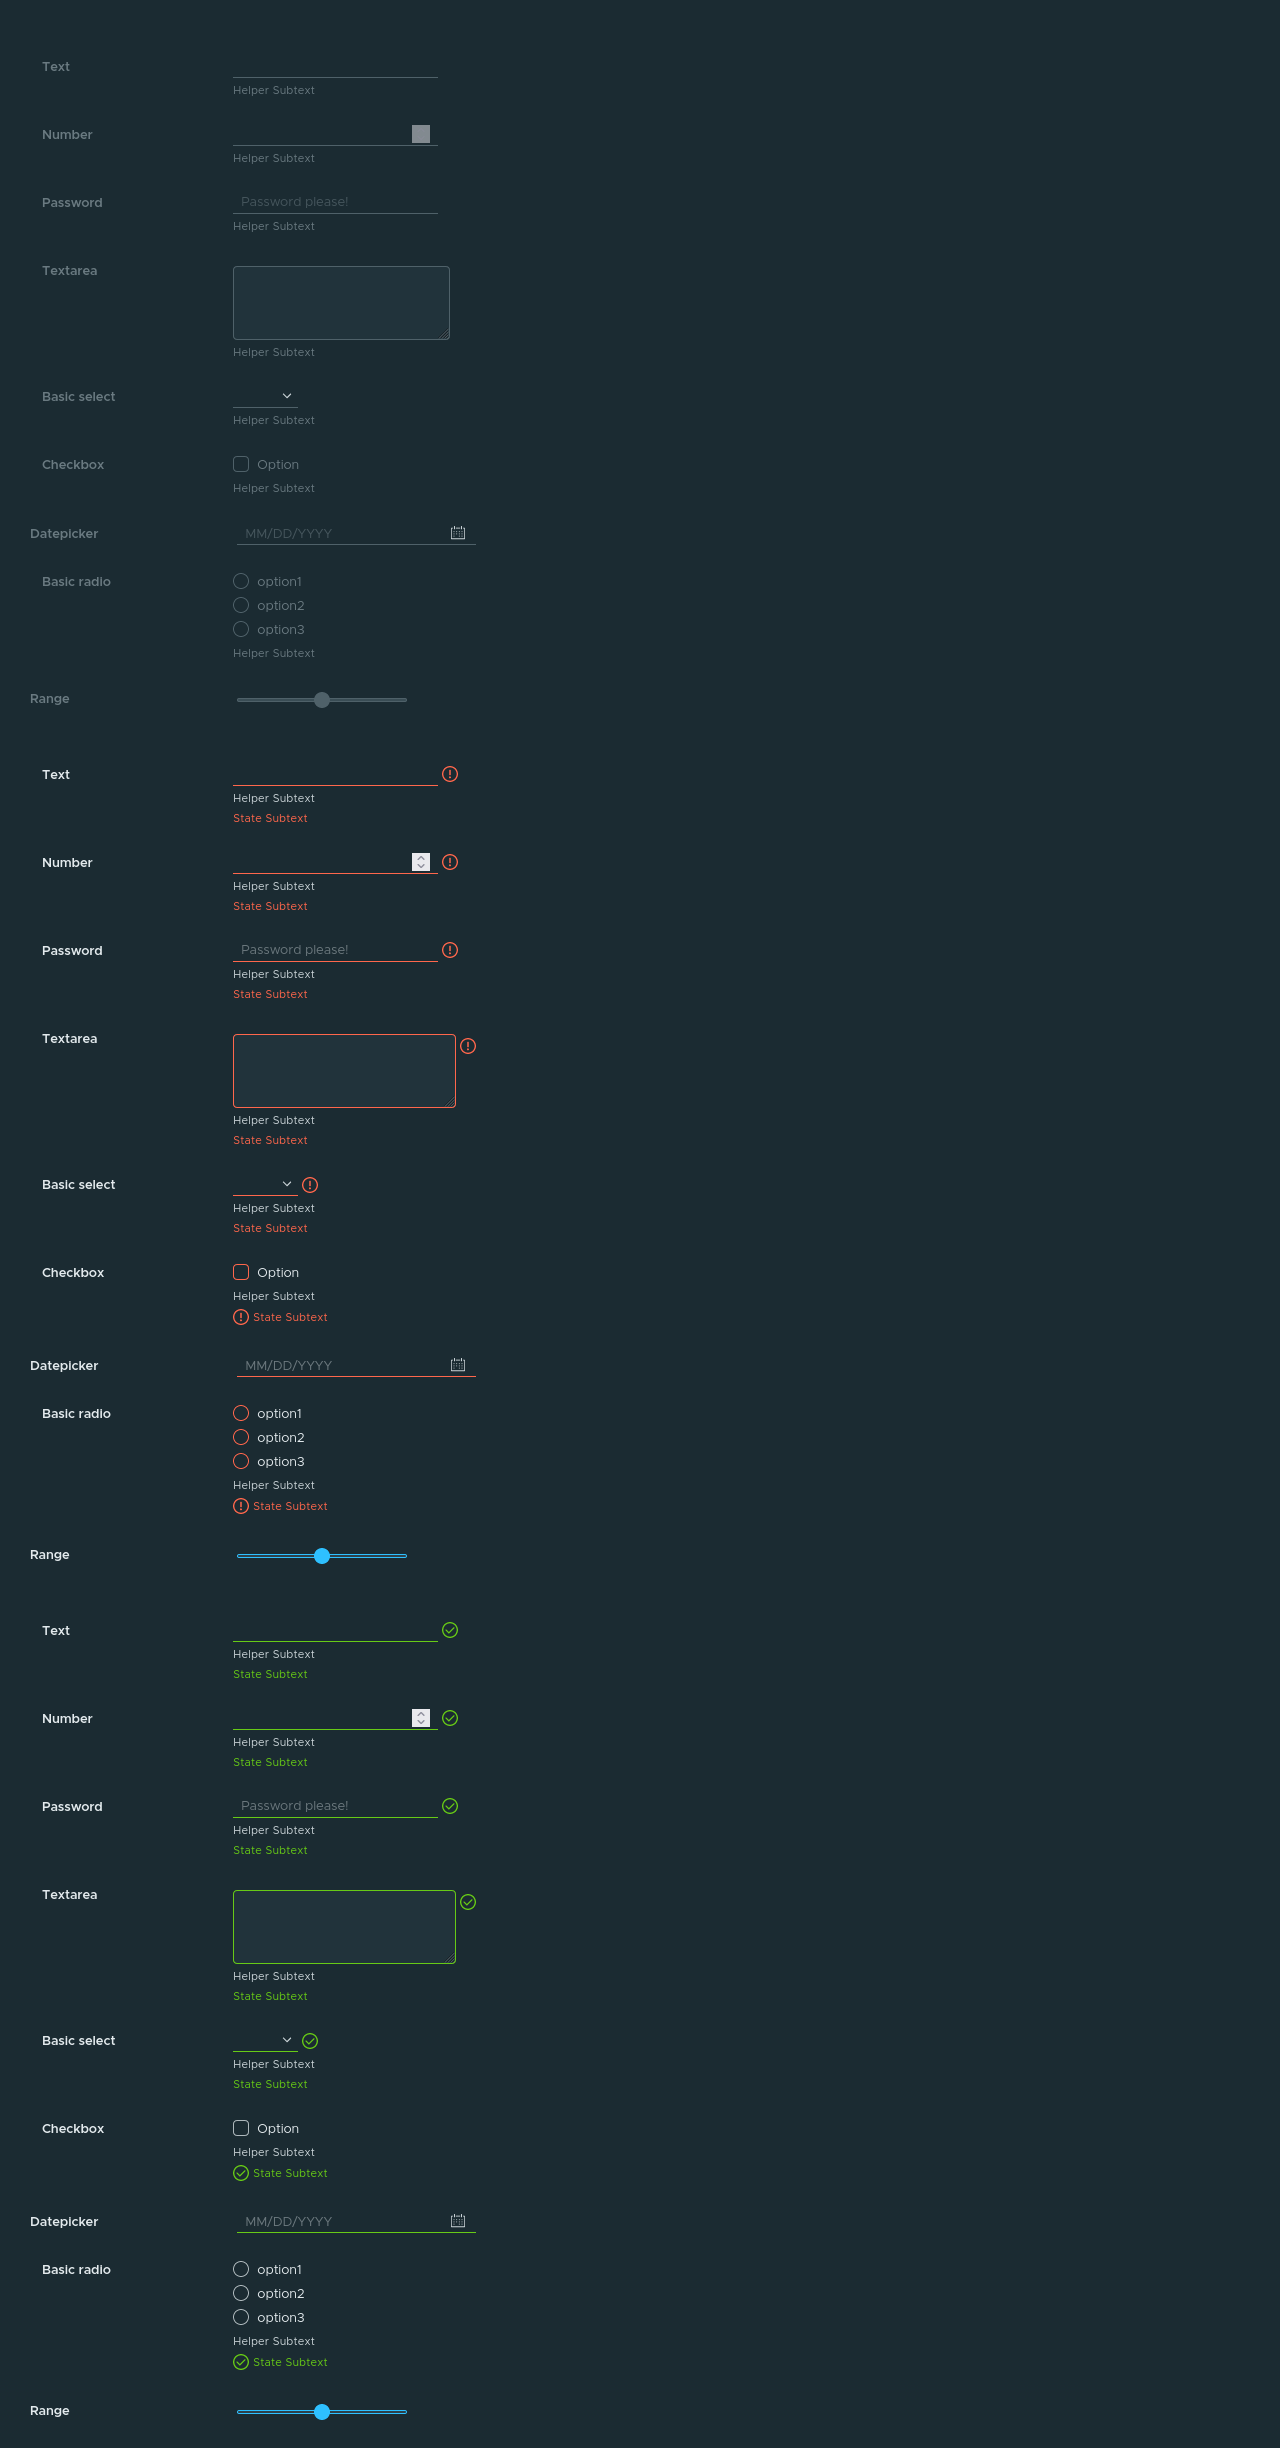 Text
Helper Subtext
Number
Helper Subtext
Password Password please!
Helper Subtext
Textarea
Helper Subtext
Basic select
Helper Subtext
Checkbox Option
Helper Subtext
Datepicker MM/DD/YYYY
Basic radio option1
option2
option3
Helper Subtext
Range
Text
Helper Subtext
State Subtext
Number
Helper Subtext
State Subtext
Password Password please!
Helper Subtext
State Subtext
Textarea
Helper Subtext
State Subtext
Basic select
Helper Subtext
State Subtext
Checkbox Option
Helper Subtext
State Subtext
Datepicker MM/DD/YYYY
Basic radio option1
option2
option3
Helper Subtext
State Subtext
Range
Text
Helper Subtext
State Subtext
Number
Helper Subtext
State Subtext
Password Password please!
Helper Subtext
State Subtext
Textarea
Helper Subtext
State Subtext
Basic select
Helper Subtext
State Subtext
Checkbox Option
Helper Subtext
State Subtext
Datepicker MM/DD/YYYY
Basic radio option1
option2
option3
Helper Subtext
State Subtext
Range